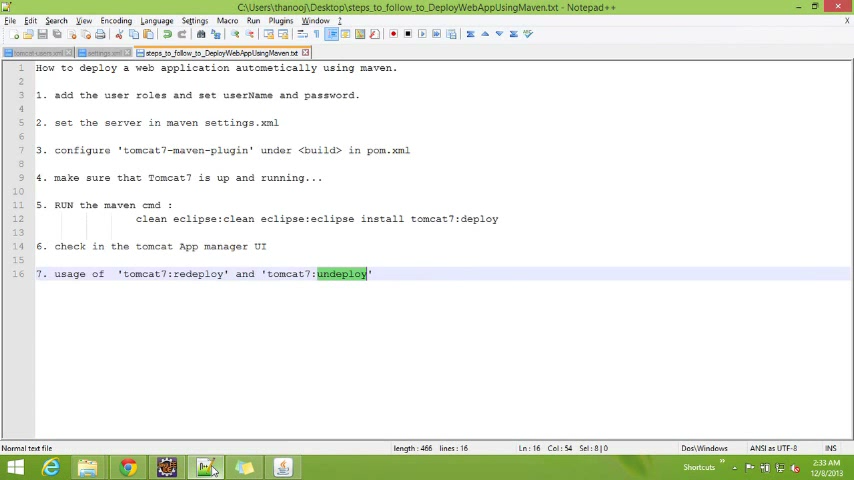 C:\Users\thanooj\Desktop\steps_to_follow_to_DeployWebAppUsingMaven.txt - Notepad++
File Edit Search View Encoding Language Settings Macro Run Plugins Window ? X
tomcat-users.xml settings.xml steps_to_follow_to_DeployWebAppUsingMaven.txt
1 How to deploy a web application autometically using maven.
2
3 1. add the user roles and set userName and password.
4
5 2. set the server in maven settings.xml
6
7 3. configure 'tomcat7-maven-plugin' under <build> in pom.xml
8
9 4. make sure that Tomcat7 is up and running...
10
11 5. RUN the maven cmd :
12 clean eclipse:clean eclipse:eclipse install tomcat7:deploy
13
14 6. check in the tomcat App manager UI
15
16 7. usage of 'tomcat7:redeploy' and 'tomcat7:undeploy'
Normal text file length : 466 lines : 16 Ln : 16 Col : 54 Sel : 8 | 0 Dos\Windows ANSI as UTF-8 INS
Shortcuts 2:33 AM
12/8/2013